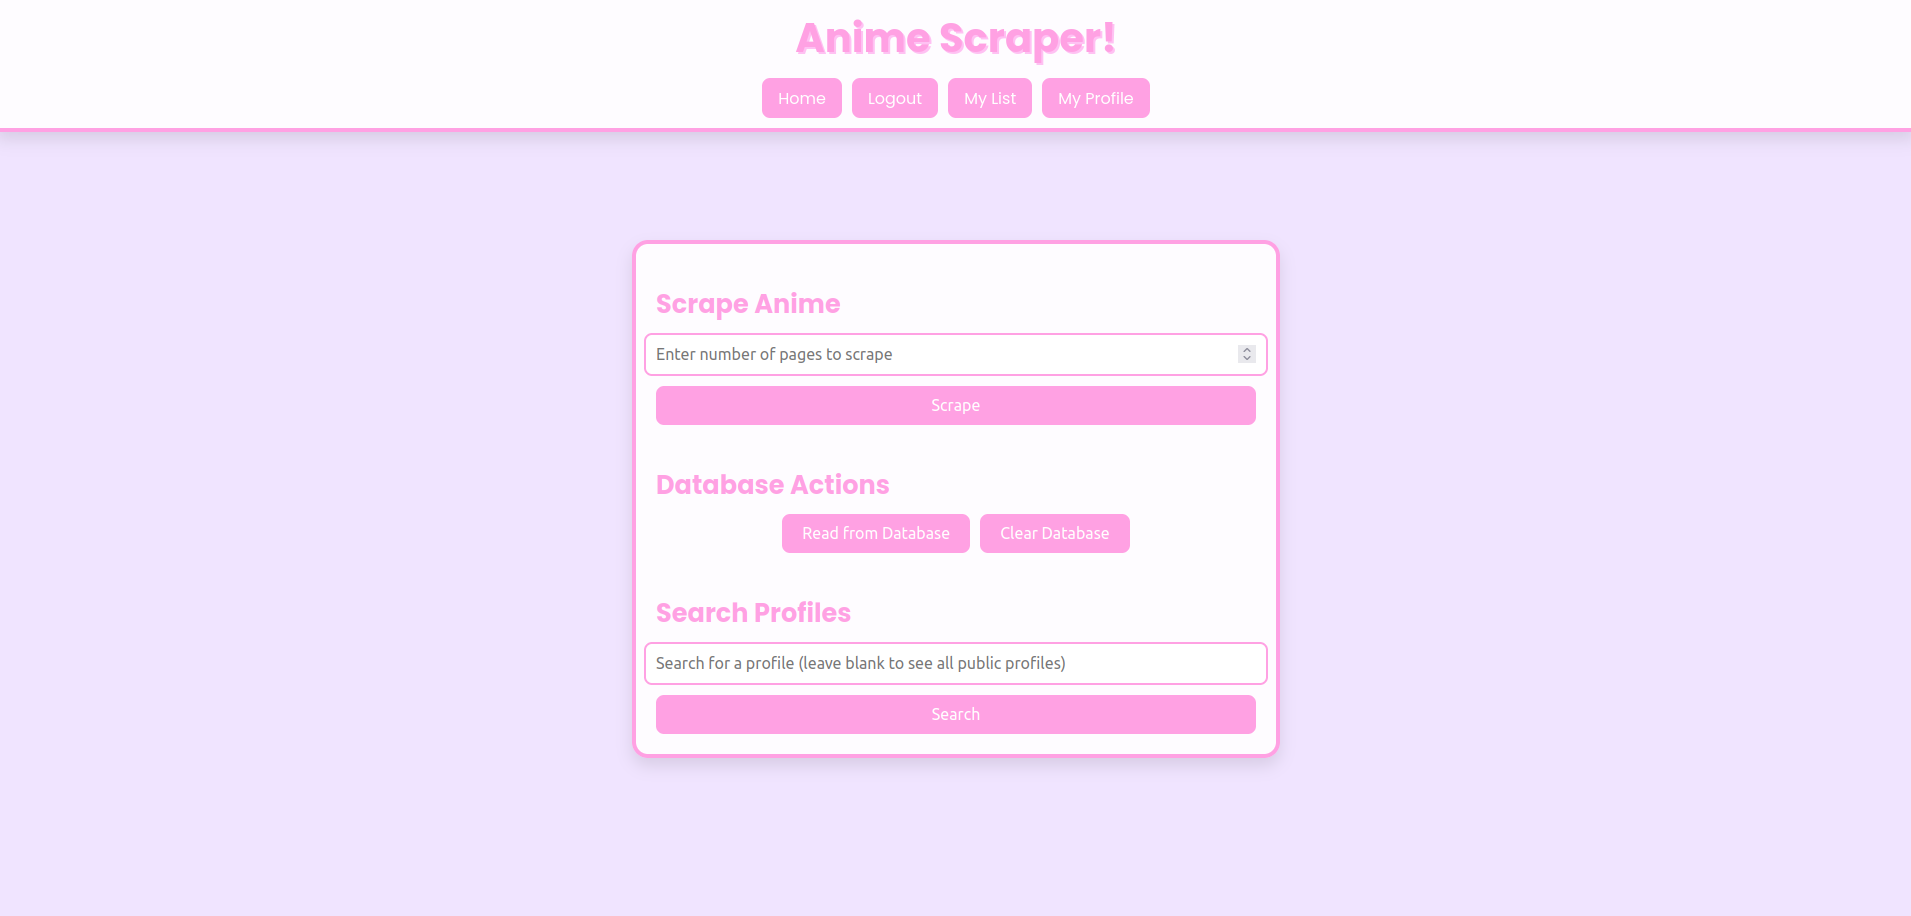 Anime Scraper!
Home Logout My List My Profile
Scrape Anime
Enter number of pages to scrape
Scrape
Database Actions
Read from Database Clear Database
Search Profiles
Search for a profile (leave blank to see all public profiles)
Search